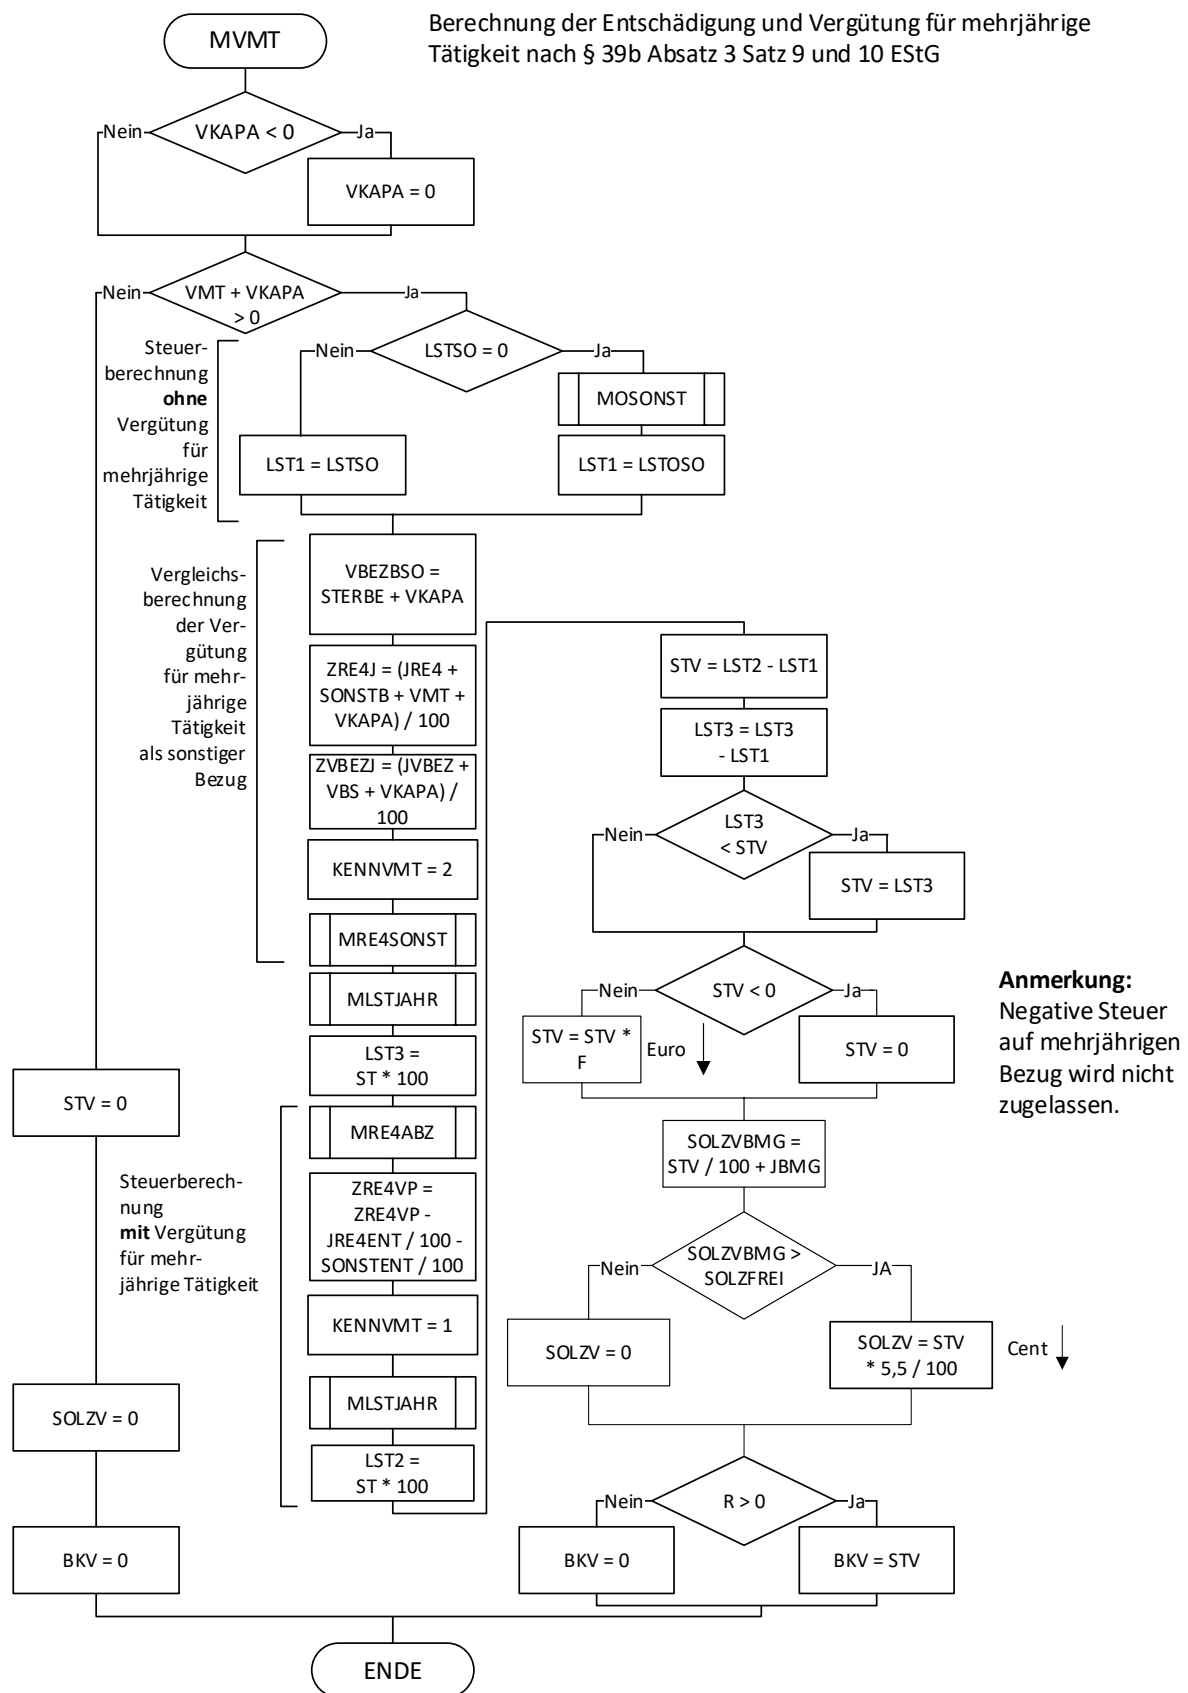 Berechnung der Entschädigung und Vergütung für mehrjährige
Tätigkeit nach § 39b Absatz 3 Satz 9 und 10 EStG
MVMT
Nein
VKAPA < 0
Ja
VKAPA = 0
Nein
VMT + VKAPA
> 0
Ja
Steuer-
berechnung
ohne
Vergütung
für
mehrjährige
Tätigkeit
Nein
LSTSO = 0
Ja
MOSONST
LST1 = LSTSO
LST1 = LSTOSO
Vergleichs-
berechnung
der Ver-
gütung
für mehr-
jährige
Tätigkeit
als sonstiger
Bezug
VBEZBSO =
STERBE + VKAPA
ZRE4J = (JRE4 +
SONSTB + VMT +
VKAPA) / 100
ZVBEZJ = (JVBEZ +
VBS + VKAPA) /
100
KENNVMT = 2
MRE4SONST
MLSTJAHR
LST3 =
ST * 100
STV = 0
Steuerberech-
nung
mit Vergütung
für mehr-
jährige Tätigkeit
MRE4ABZ
ZRE4VP =
ZRE4VP -
JRE4ENT / 100 -
SONSTENT / 100
KENNVMT = 1
MLSTJAHR
LST2 =
ST * 100
SOLZV = 0
BKV = 0
STV = LST2 - LST1
LST3 = LST3
- LST1
Nein
LST3
< STV
Ja
STV = LST3
Nein
STV < 0
Ja
STV = STV *
F
Euro
STV = 0
Anmerkung:
Negative Steuer
auf mehrjährigen
Bezug wird nicht
zugelassen.
SOLZVBMG =
STV / 100 + JBMG
Nein
SOLZVBMG >
SOLZFREI
JA
SOLZV = 0
SOLZV = STV
* 5,5 / 100
Cent
Nein
R > 0
Ja
BKV = 0
BKV = STV
ENDE